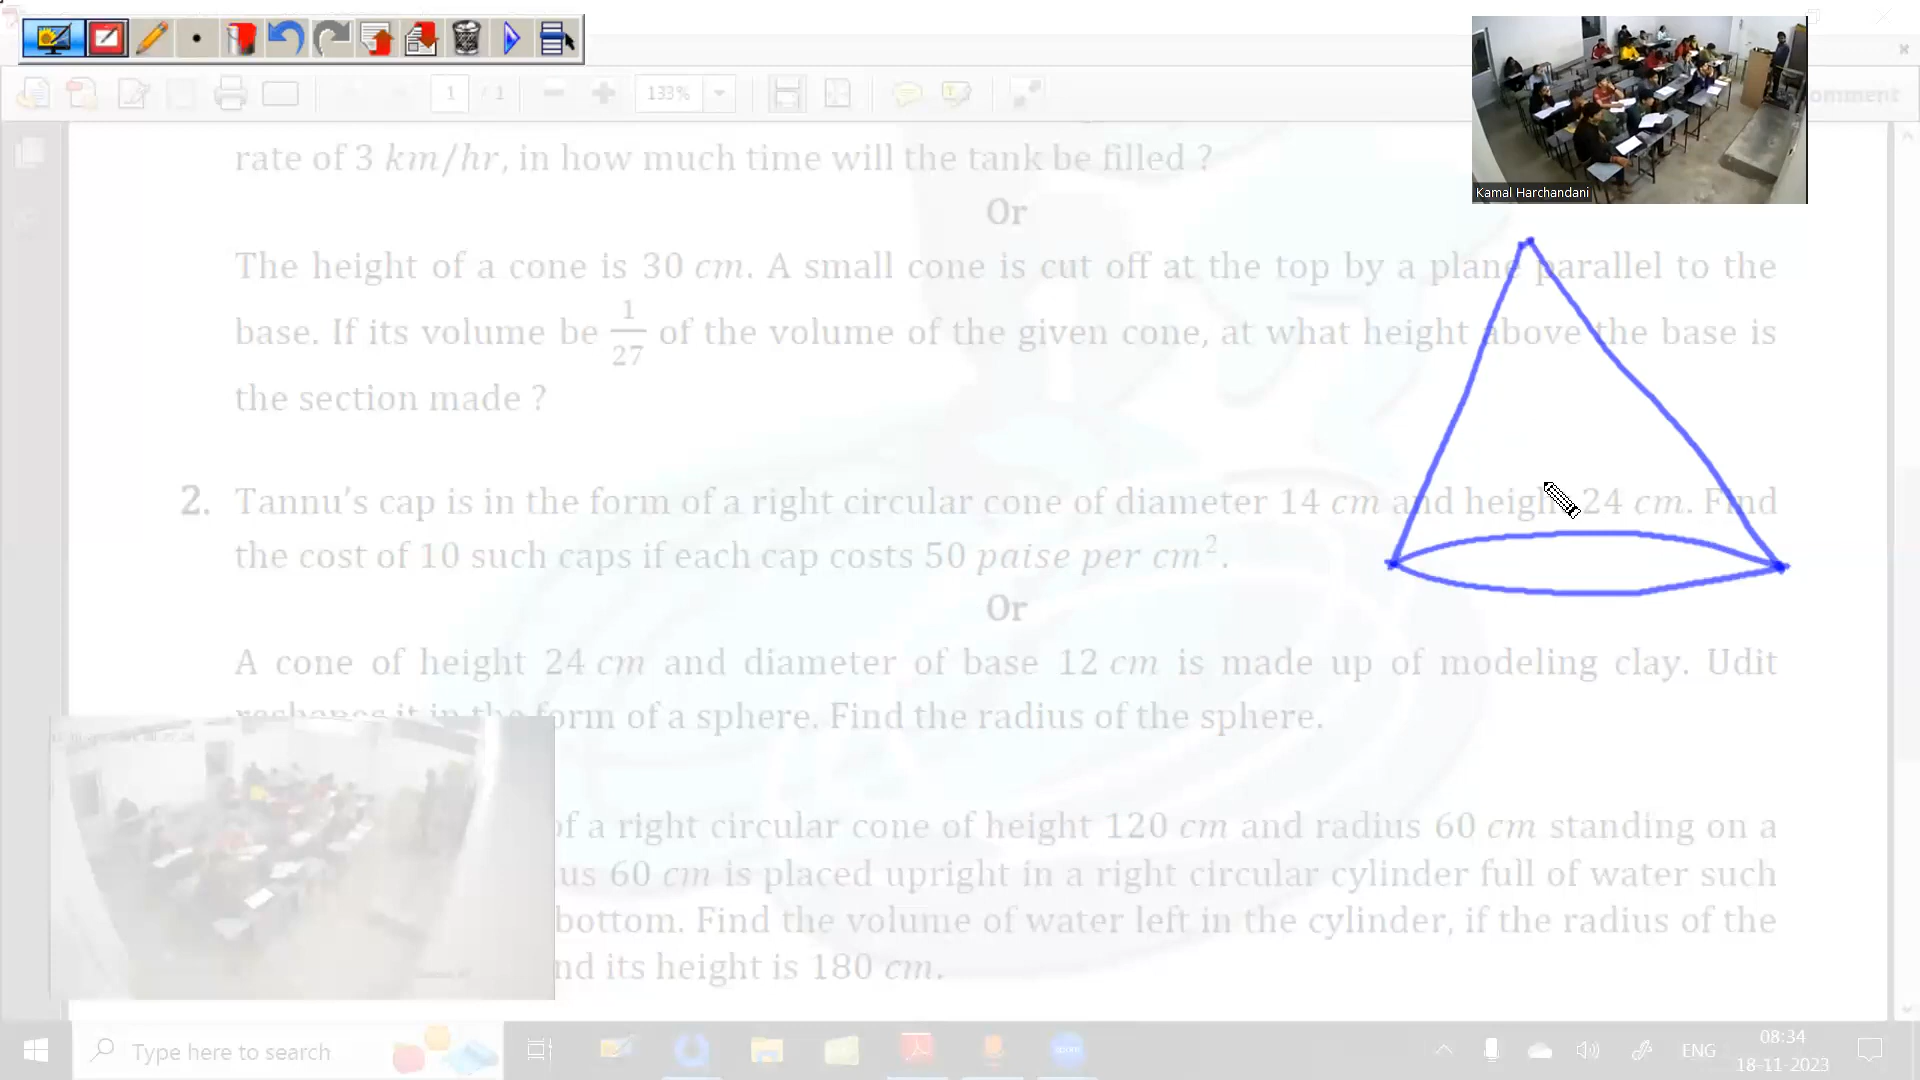 Kamal Harchandani
1 / 1
133%
omment
rate of 3 km/hr, in how much time will the tank be filled ?
Or
The height of a cone is 30 cm. A small cone is cut off at the top by a plane parallel to the
base. If its volume be 1/27 of the volume of the given cone, at what height above the base is
the section made ?
2. Tannu's cap is in the form of a right circular cone of diameter 14 cm and height 24 cm. Find
the cost of 10 such caps if each cap costs 50 paise per cm².
Or
A cone of height 24 cm and diameter of base 12 cm is made up of modeling clay. Udit
reshapes it in the form of a sphere. Find the radius of the sphere.
of a right circular cone of height 120 cm and radius 60 cm standing on a
us 60 cm is placed upright in a right circular cylinder full of water such
bottom. Find the volume of water left in the cylinder, if the radius of the
nd its height is 180 cm.
Type here to search
zoom
ENG
08:34
18-11-2023